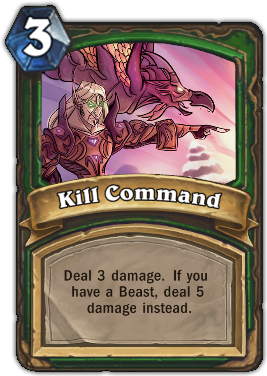 3
Kill Command
Deal 3 damage. If you
have a Beast, deal 5
damage instead.